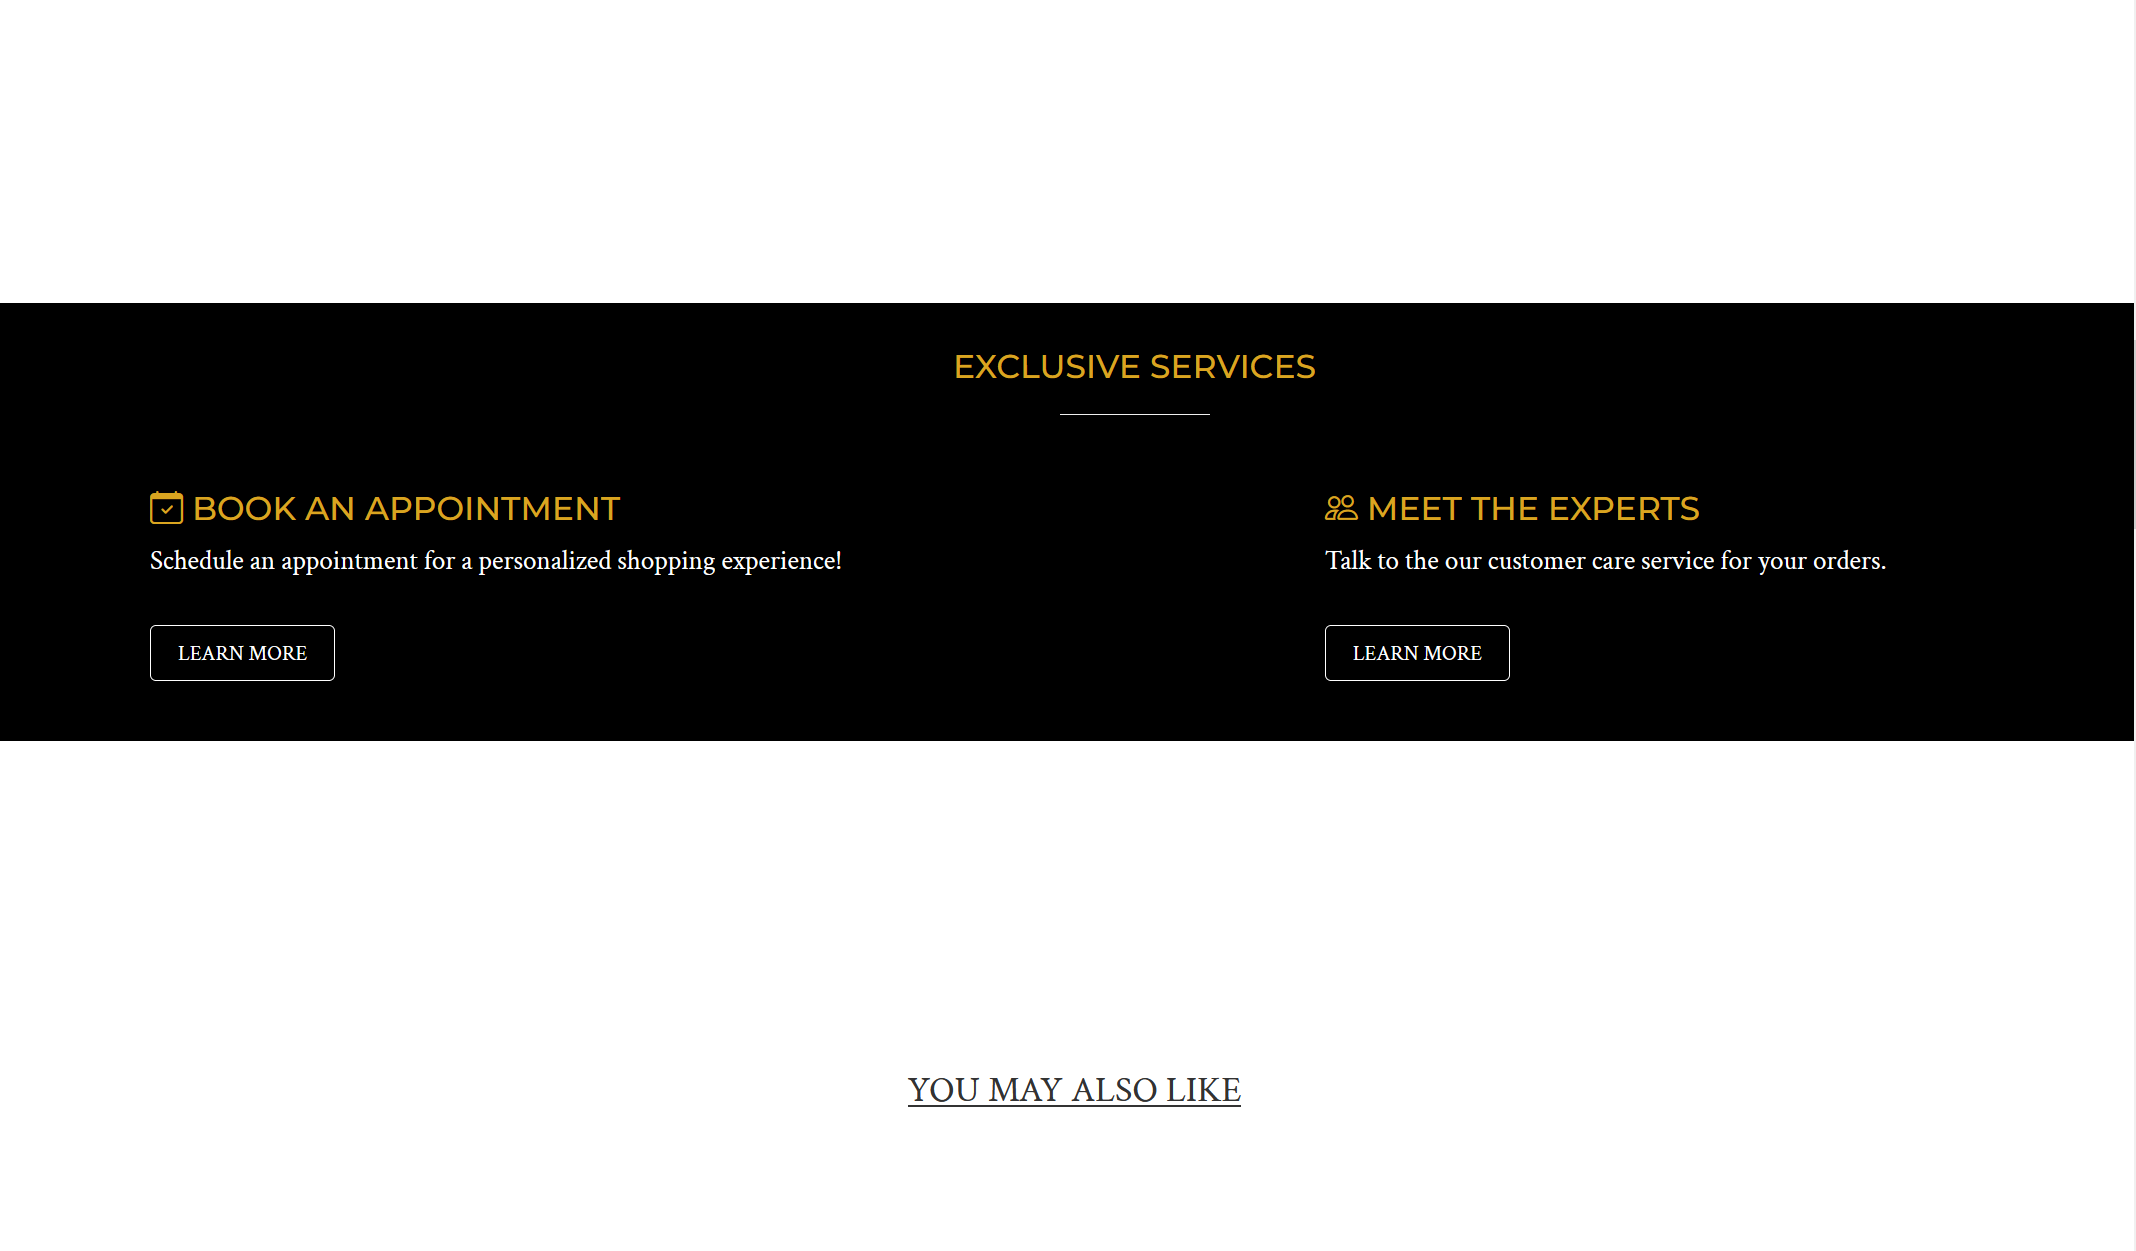 EXCLUSIVE SERVICES
BOOK AN APPOINTMENT
Schedule an appointment for a personalized shopping experience!
LEARN MORE
MEET THE EXPERTS
Talk to the our customer care service for your orders.
LEARN MORE
YOU MAY ALSO LIKE